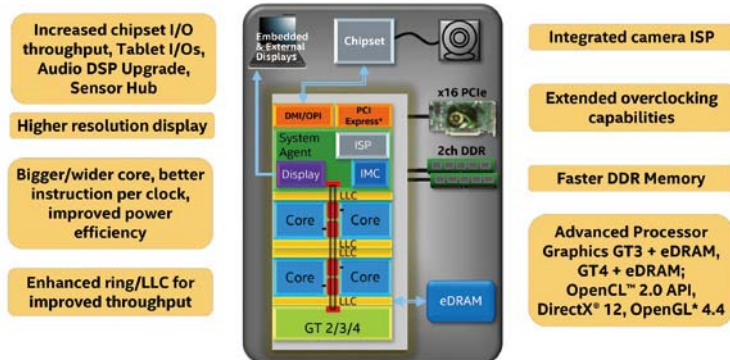 Increased chipset I/O
throughput, Tablet I/Os,
Audio DSP Upgrade,
Sensor Hub
Higher resolution display
Bigger/wider core, better
instruction per clock,
improved power
efficiency
Enhanced ring/LLC for
improved throughput
Embedded
& External
Displays
Chipset
x16 PCIe
DMI/OPI
PCI
Express*
System
Agent
ISP
2ch DDR
Display
IMC
LLC
Core
Core
LLC
LLC
Core
Core
LLC
eDRAM
GT 2/3/4
Integrated camera ISP
Extended overclocking
capabilities
Faster DDR Memory
Advanced Processor
Graphics GT3 + eDRAM,
GT4 + eDRAM;
OpenCL™ 2.0 API,
DirectX® 12, OpenGL* 4.4